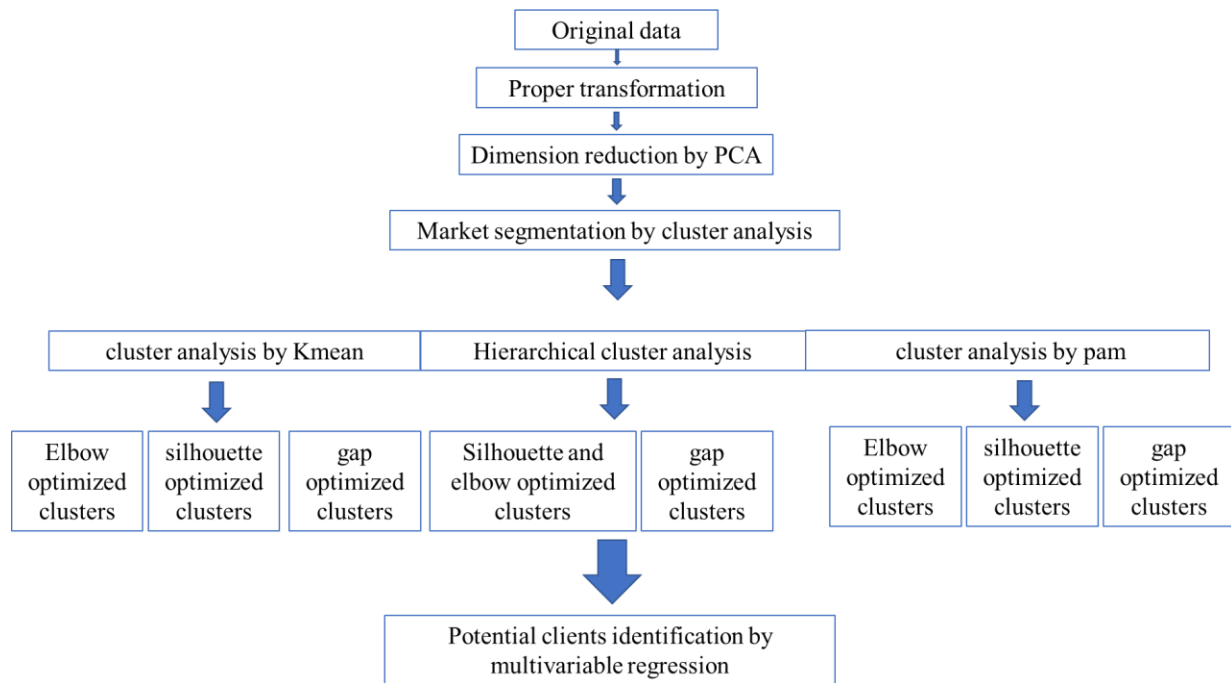 Original data
Proper transformation
Dimension reduction by PCA
Market segmentation by cluster analysis
cluster analysis by Kmean
Hierarchical cluster analysis
cluster analysis by pam
Elbow
optimized
clusters
silhouette
optimized
clusters
gap
optimized
clusters
Silhouette and
elbow optimized
clusters
gap
optimized
clusters
Elbow
optimized
clusters
silhouette
optimized
clusters
gap
optimized
clusters
Potential clients identification by
multivariable regression